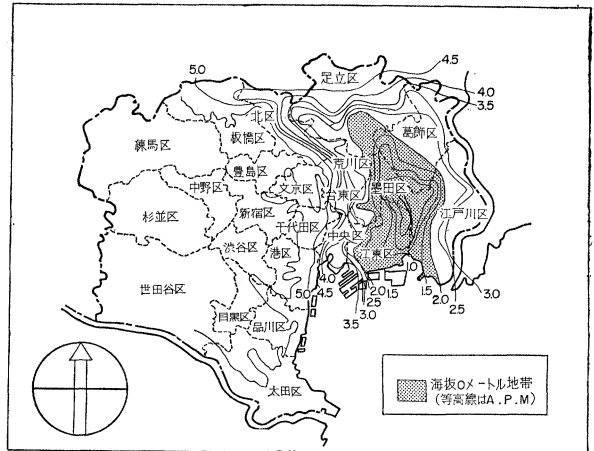 5.0
4.5
4.0
3.5
足立区
北区
葛飾区
板橋区
練馬区
荒川区
豊島区
文京区
中野区
台東区
墨田区
杉並区
新宿区
江戸川区
千代田区
中央区
渋谷区
港区
江東区
1.0
世田谷区
5.0
4.5
4.0
2.0
2.5
1.5
1.5
2.0
2.5
3.0
3.5
3.0
目黒区
品川区
太田区
海抜0メートル地帯
(等高線はA.P.M)